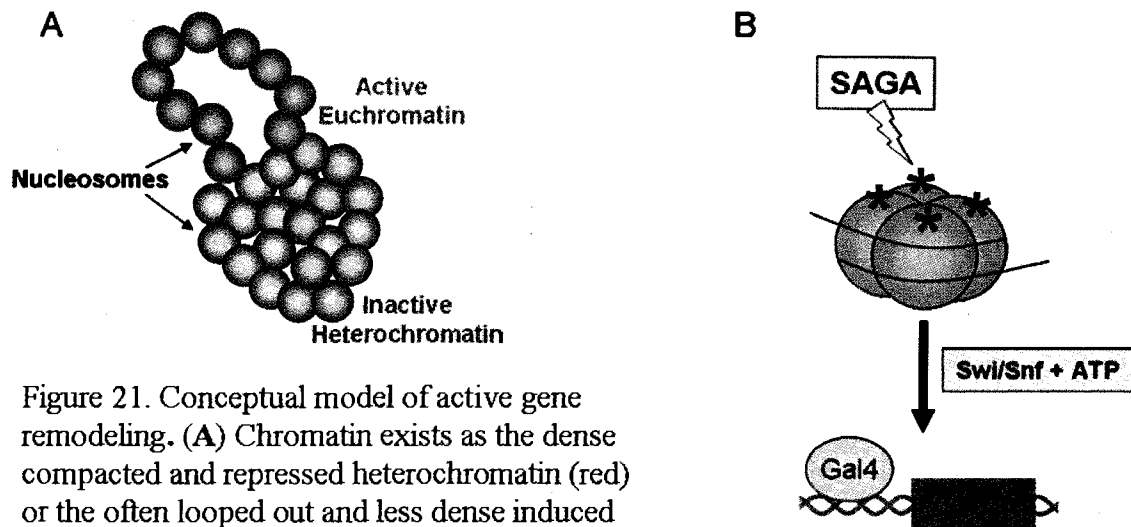 A
Active
Euchromatin
Nucleosomes
Inactive
Heterochromatin
B
SAGA
* * * *
Swi/Snf + ATP
Gal4
Figure 21. Conceptual model of active gene
remodeling. (A) Chromatin exists as the dense
compacted and repressed heterochromatin (red)
or the often looped out and less dense induced